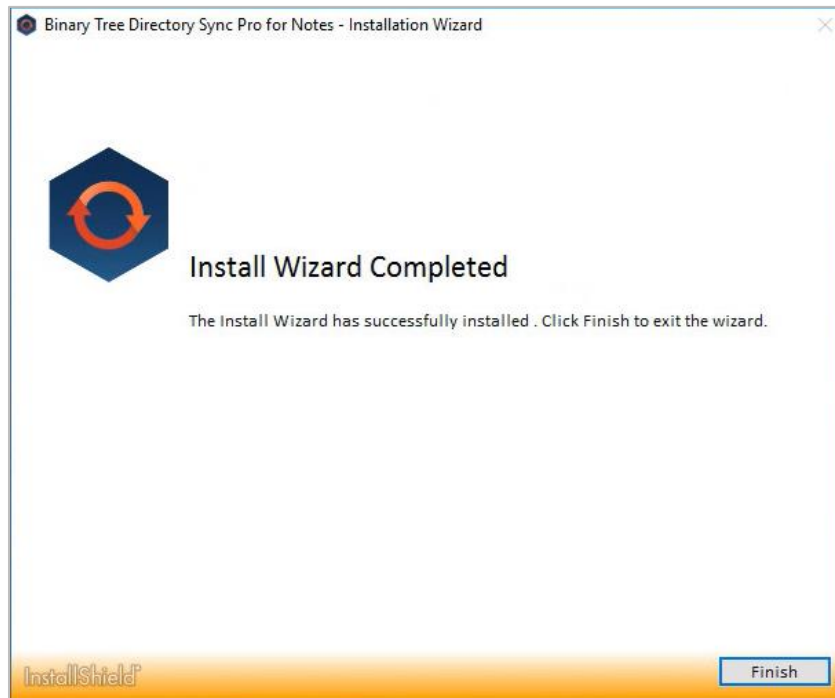 Binary Tree Directory Sync Pro for Notes - Installation Wizard
Install Wizard Completed
The Install Wizard has successfully installed . Click Finish to exit the wizard.
InstallShield
Finish